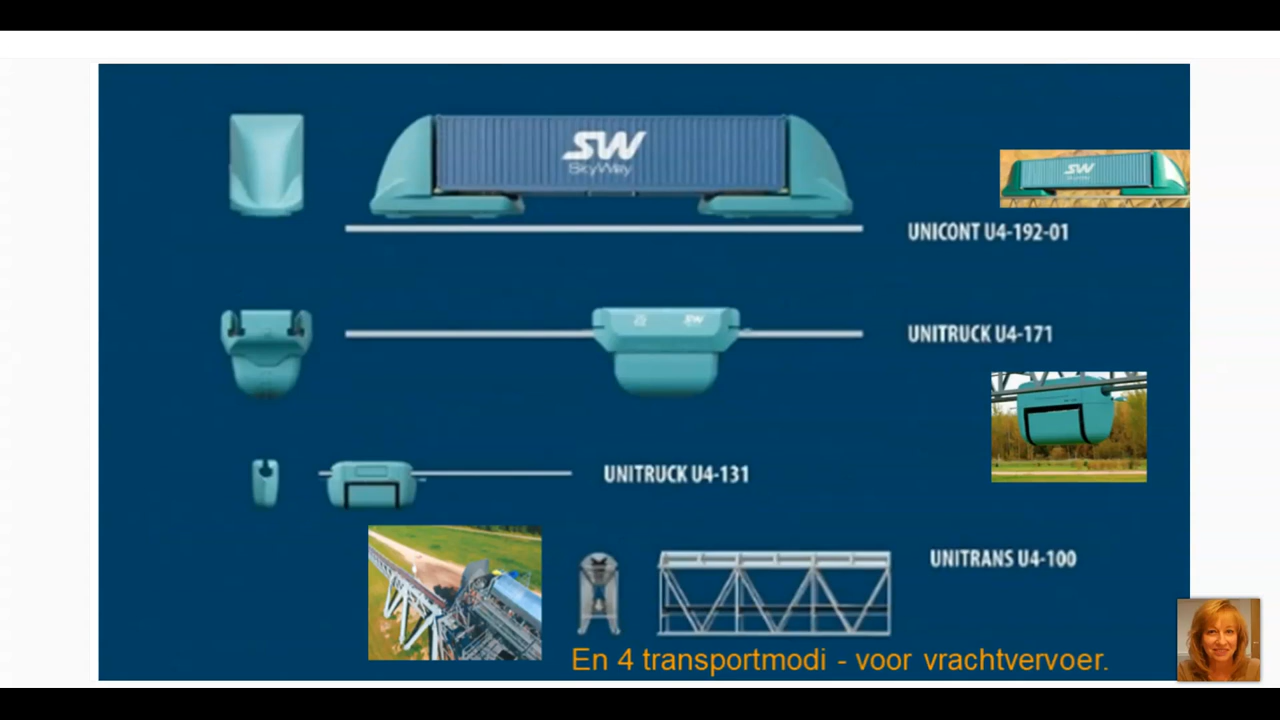 SW
SkyWay
SW
UNICONT U4-192-01
SW
UNITRUCK U4-171
UNITRUCK U4-131
UNITRANS U4-100
En 4 transportmodi - voor vrachtvervoer.